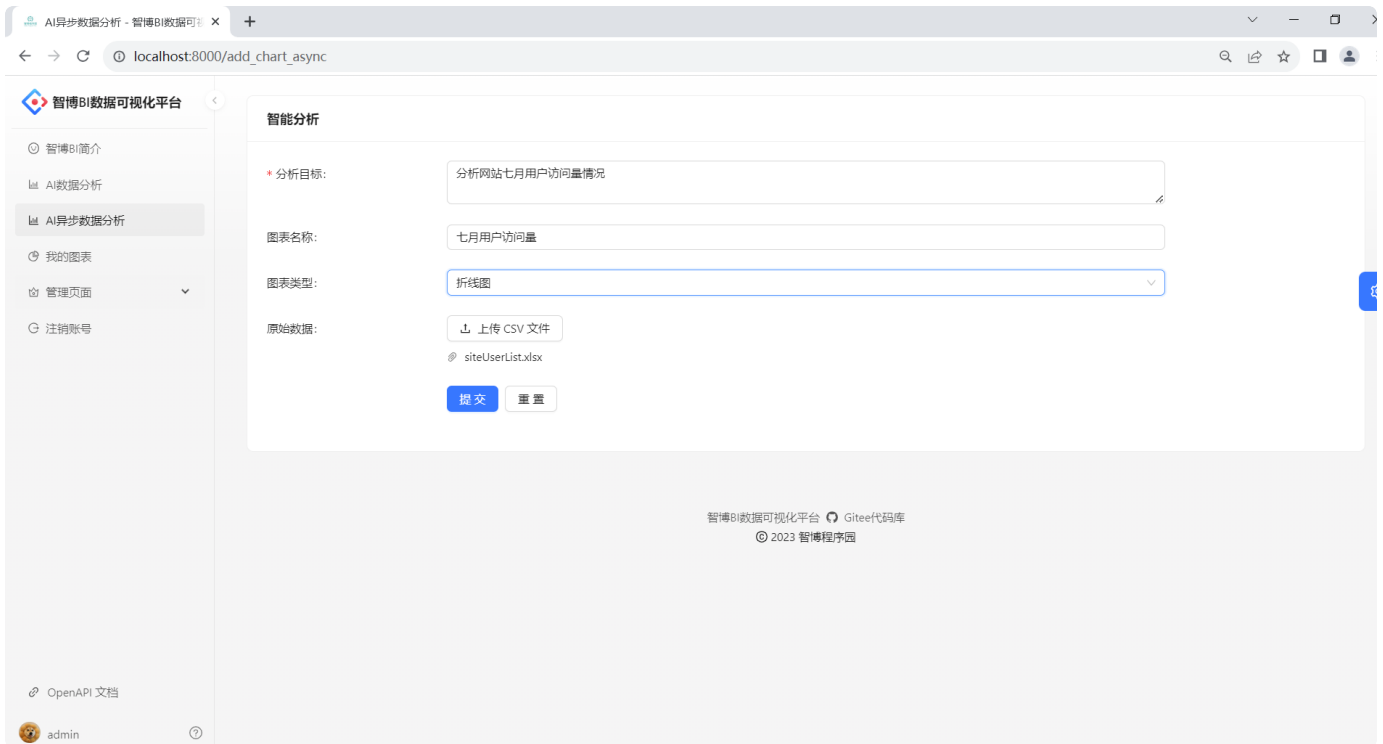 AI异步数据分析 - 智博BI数据可视
localhost:8000/add_chart_async
智博BI数据可视化平台
智博BI简介
AI数据分析
AI异步数据分析
我的图表
管理页面
注销账号
智能分析
* 分析目标:
分析网站七月用户访问量情况
图表名称:
七月用户访问量
图表类型:
折线图
原始数据:
上传 CSV 文件
siteUserList.xlsx
提 交
重 置
智博BI数据可视化平台 Gitee代码库
© 2023 智博程序园
OpenAPI 文档
admin